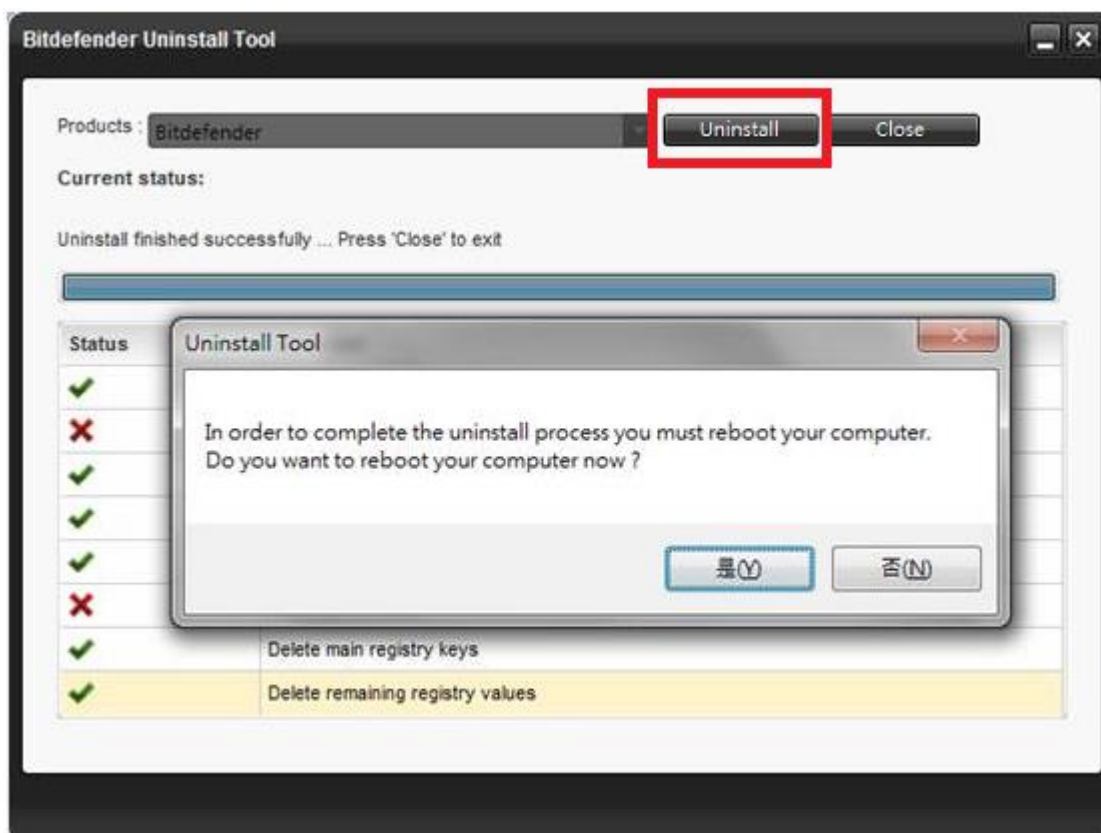 Bitdefender Uninstall Tool
Products : Bitdefender Uninstall Close
Current status:
Uninstall finished successfully ... Press 'Close' to exit
Status
Uninstall Tool
In order to complete the uninstall process you must reboot your computer.
Do you want to reboot your computer now ?
是(Y) 否(N)
Delete main registry keys
Delete remaining registry values